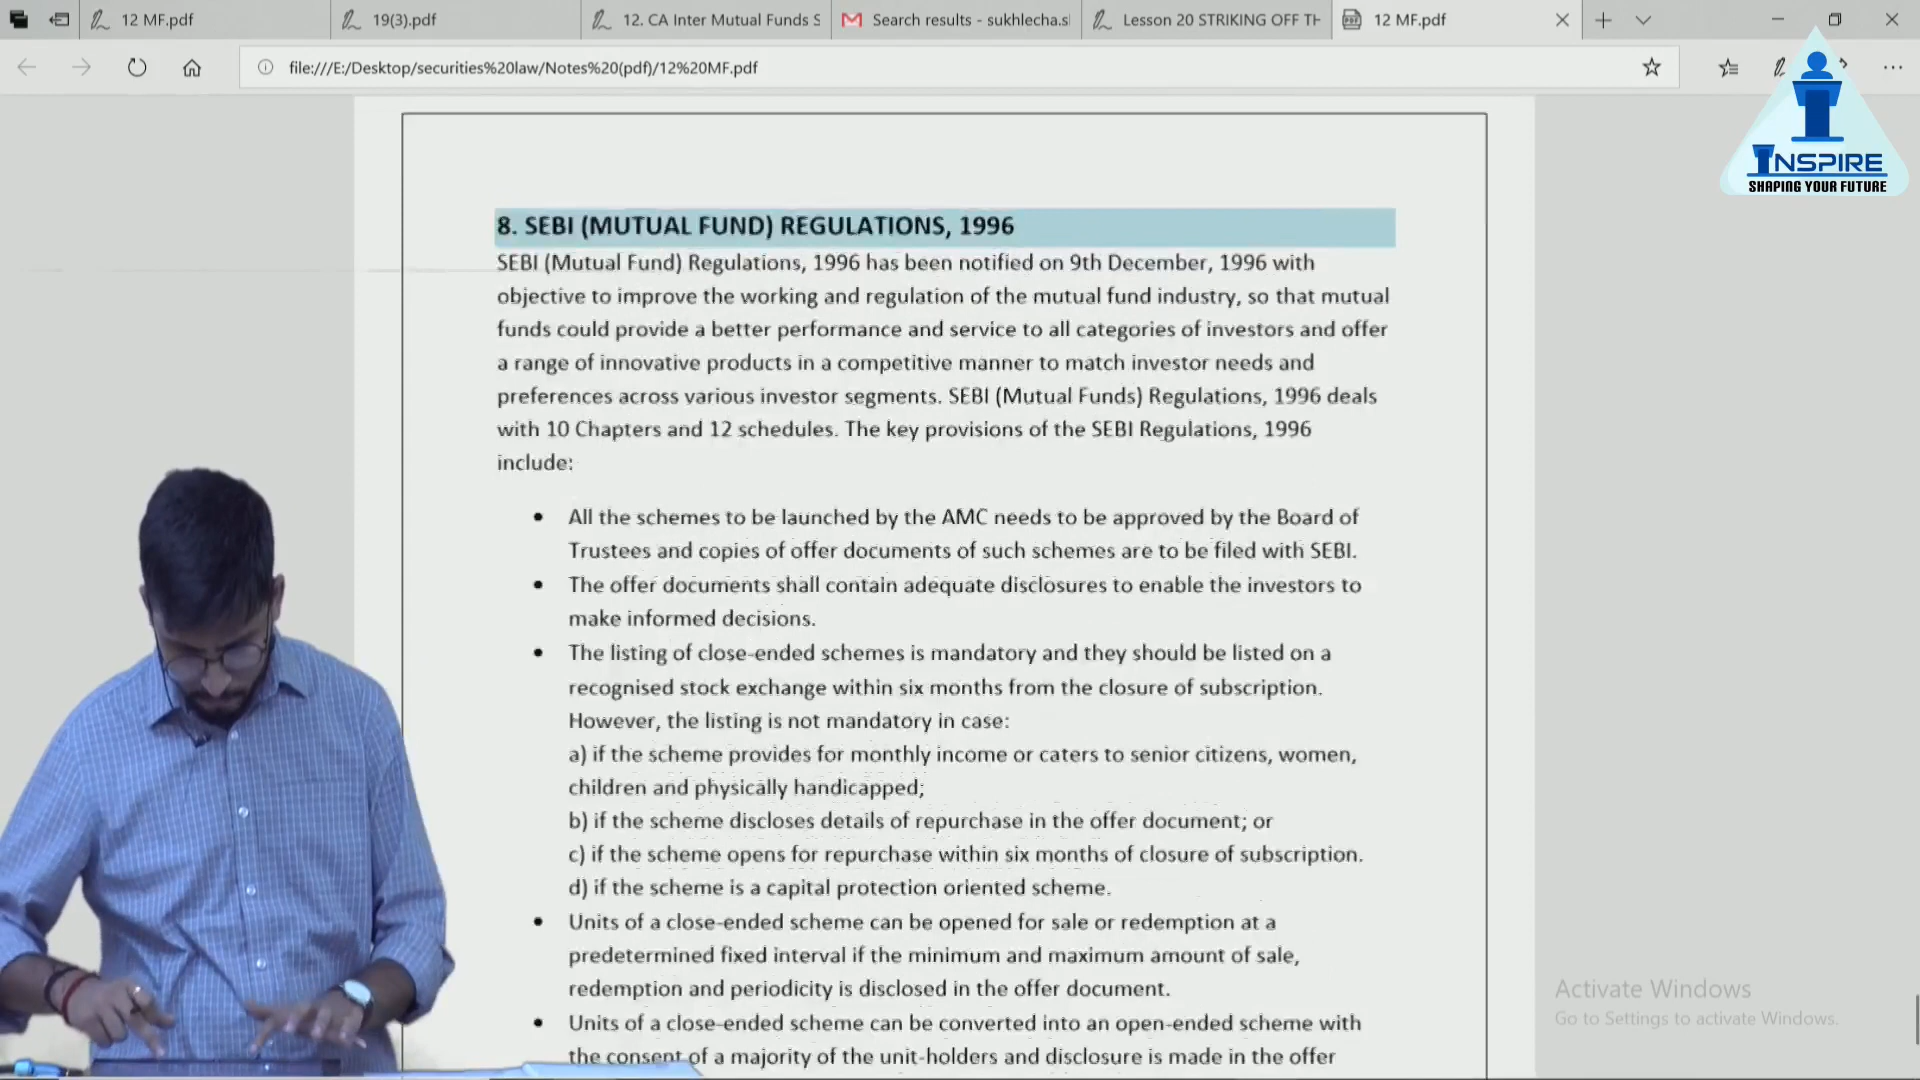 12 MF.pdf
19(3).pdf
12. CA Inter Mutual Funds S
Search results - sukhlecha.s
Lesson 20 STRIKING OFF TH
12 MF.pdf
file:///E:/Desktop/securities%20law/Notes%20(pdf)/12%20MF.pdf
INSPIRE
SHAPING YOUR FUTURE
8. SEBI (MUTUAL FUND) REGULATIONS, 1996
SEBI (Mutual Fund) Regulations, 1996 has been notified on 9th December, 1996 with
objective to improve the working and regulation of the mutual fund industry, so that mutual
funds could provide a better performance and service to all categories of investors and offer
a range of innovative products in a competitive manner to match investor needs and
preferences across various investor segments. SEBI (Mutual Funds) Regulations, 1996 deals
with 10 Chapters and 12 schedules. The key provisions of the SEBI Regulations, 1996
include:
• All the schemes to be launched by the AMC needs to be approved by the Board of
Trustees and copies of offer documents of such schemes are to be filed with SEBI.
• The offer documents shall contain adequate disclosures to enable the investors to
make informed decisions.
• The listing of close-ended schemes is mandatory and they should be listed on a
recognised stock exchange within six months from the closure of subscription.
However, the listing is not mandatory in case:
a) if the scheme provides for monthly income or caters to senior citizens, women,
children and physically handicapped;
b) if the scheme discloses details of repurchase in the offer document; or
c) if the scheme opens for repurchase within six months of closure of subscription.
d) if the scheme is a capital protection oriented scheme.
• Units of a close-ended scheme can be opened for sale or redemption at a
predetermined fixed interval if the minimum and maximum amount of sale,
redemption and periodicity is disclosed in the offer document.
• Units of a close-ended scheme can be converted into an open-ended scheme with
the consent of a majority of the unit-holders and disclosure is made in the offer
Activate Windows
Go to Settings to activate Windows.